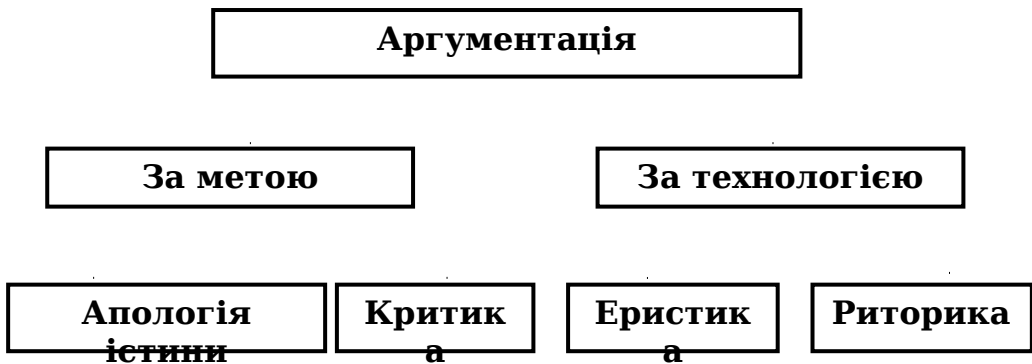 Аргументація
За метою
За технологією
Апологія
істини
Критик
а
Еристик
а
Риторика